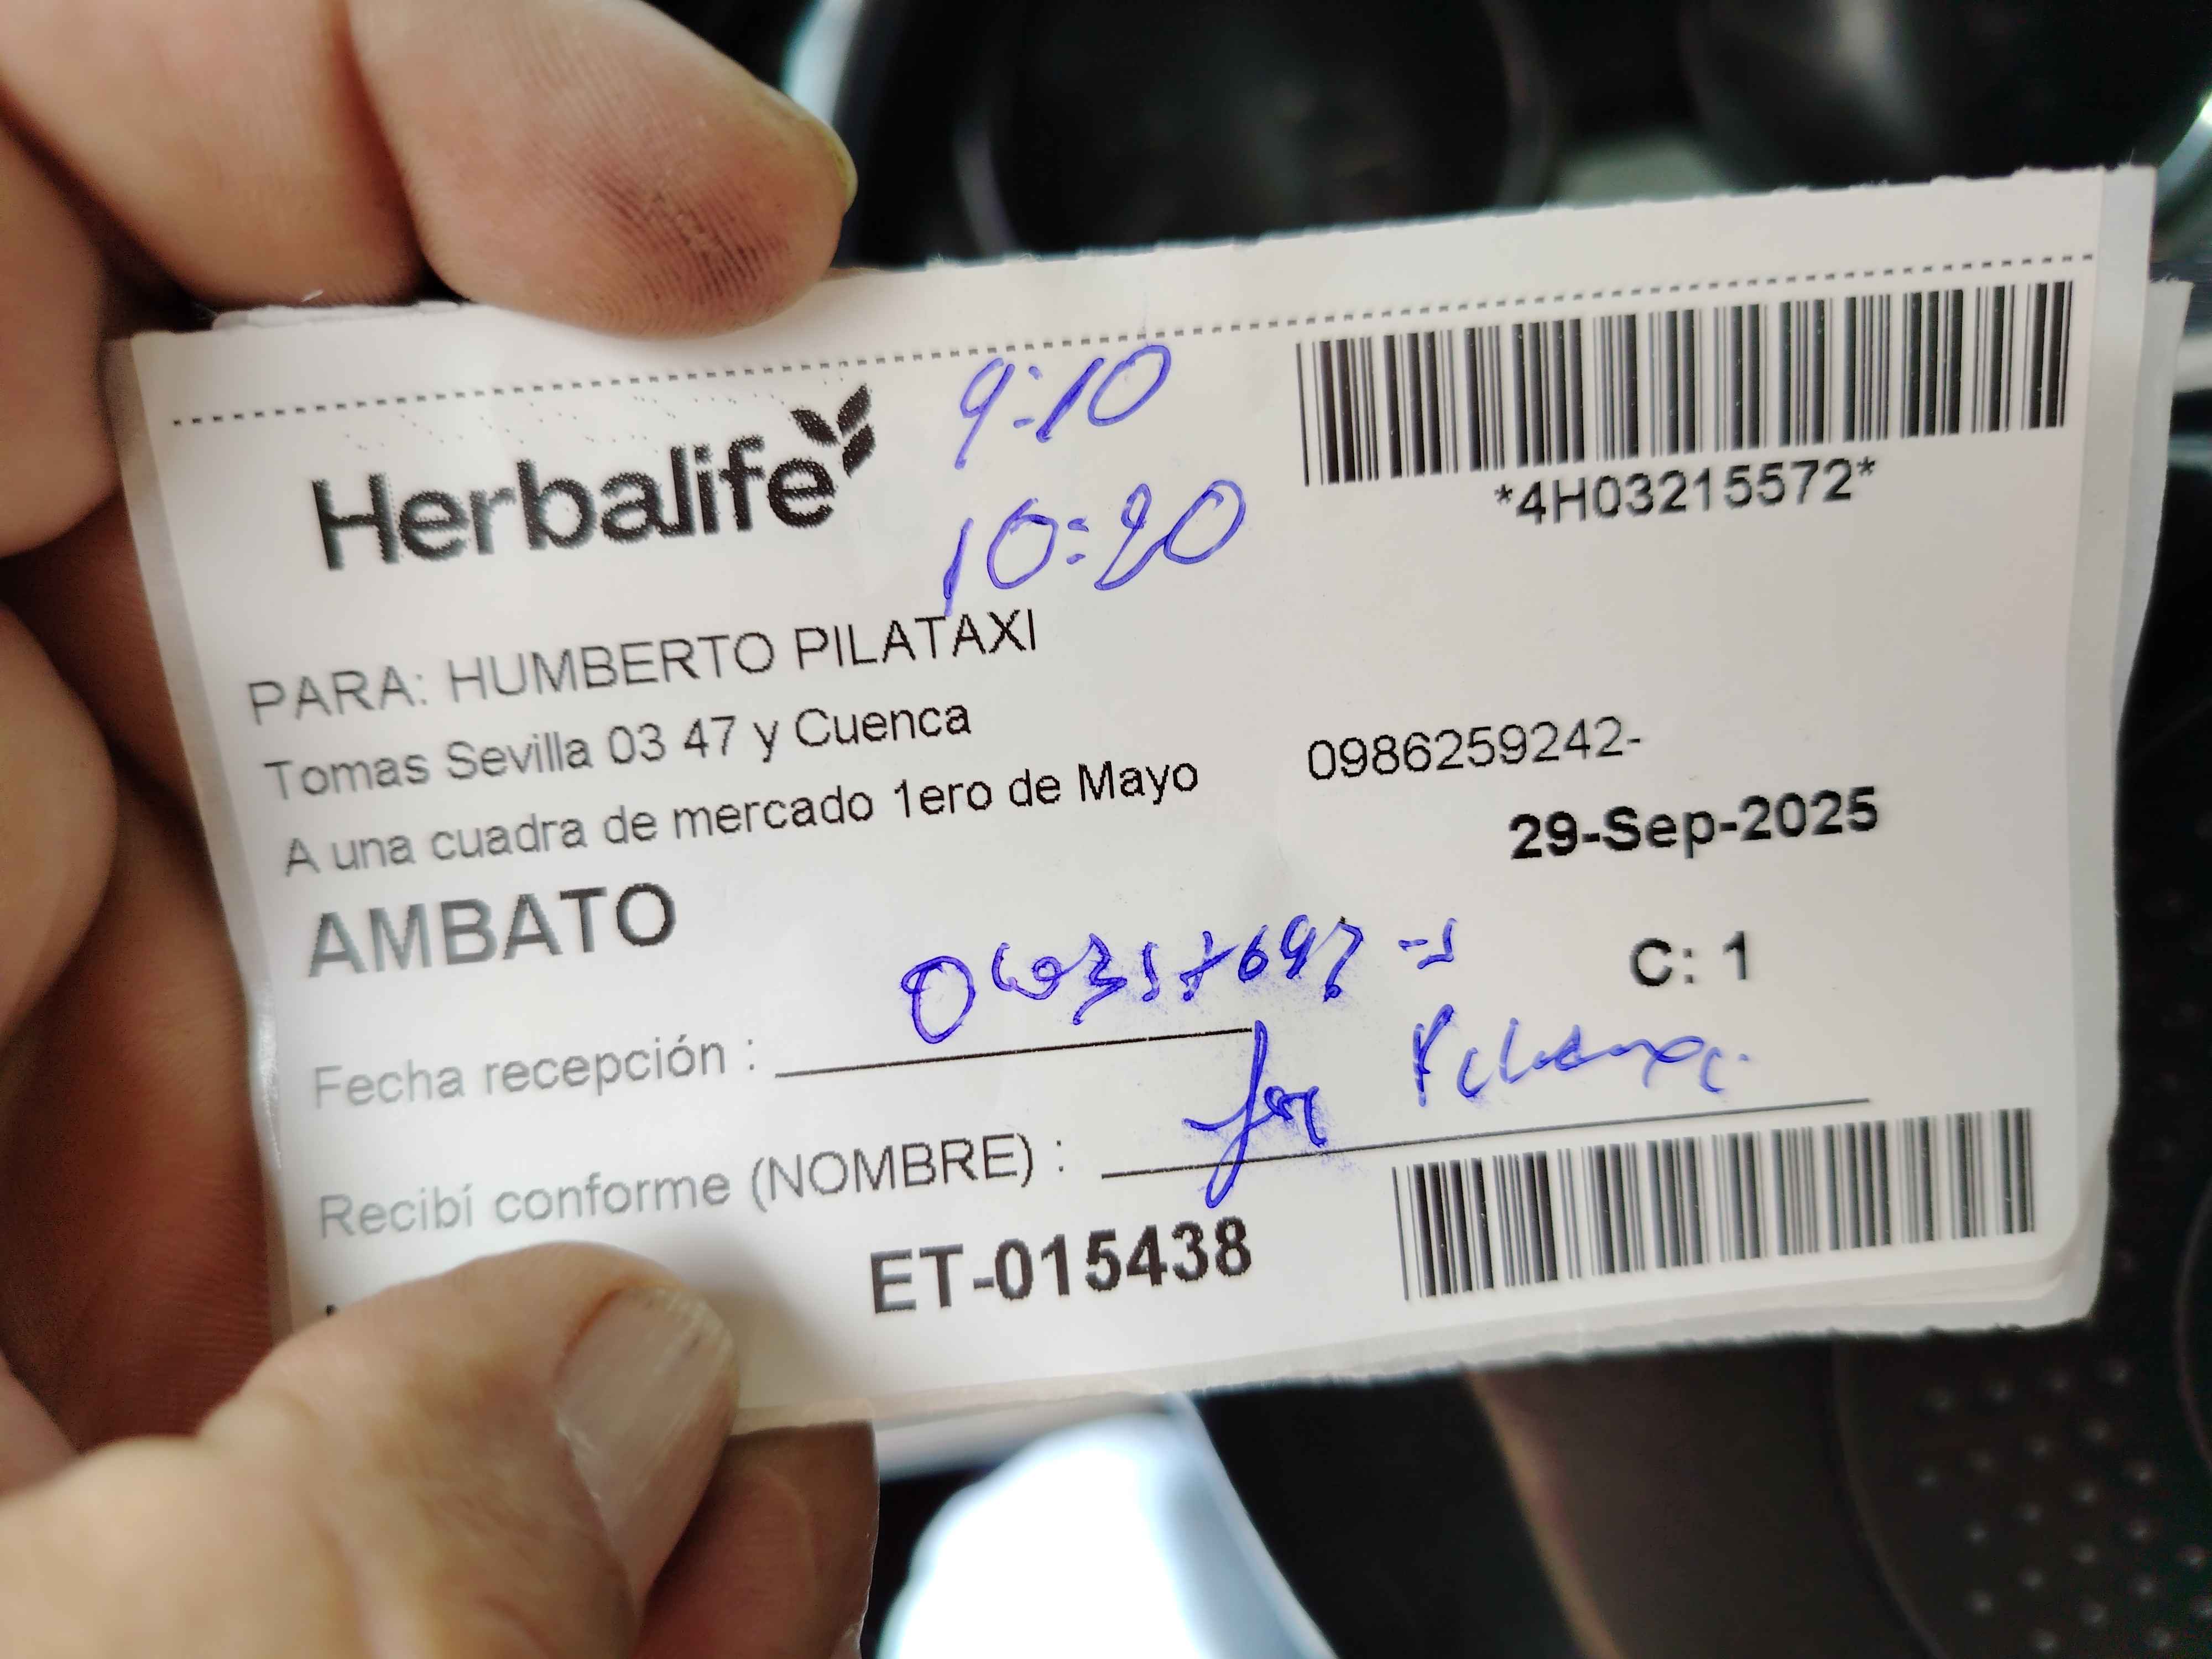 Herbalife
9:10
10:20
*4H03215572*
PARA: HUMBERTO PILATAXI
Tomas Sevilla 03 47 y Cuenca
0986259242-
A una cuadra de mercado 1ero de Mayo
29-Sep-2025
AMBATO
C: 1
Fecha recepción :
Recibí conforme (NOMBRE) :
ET-015438